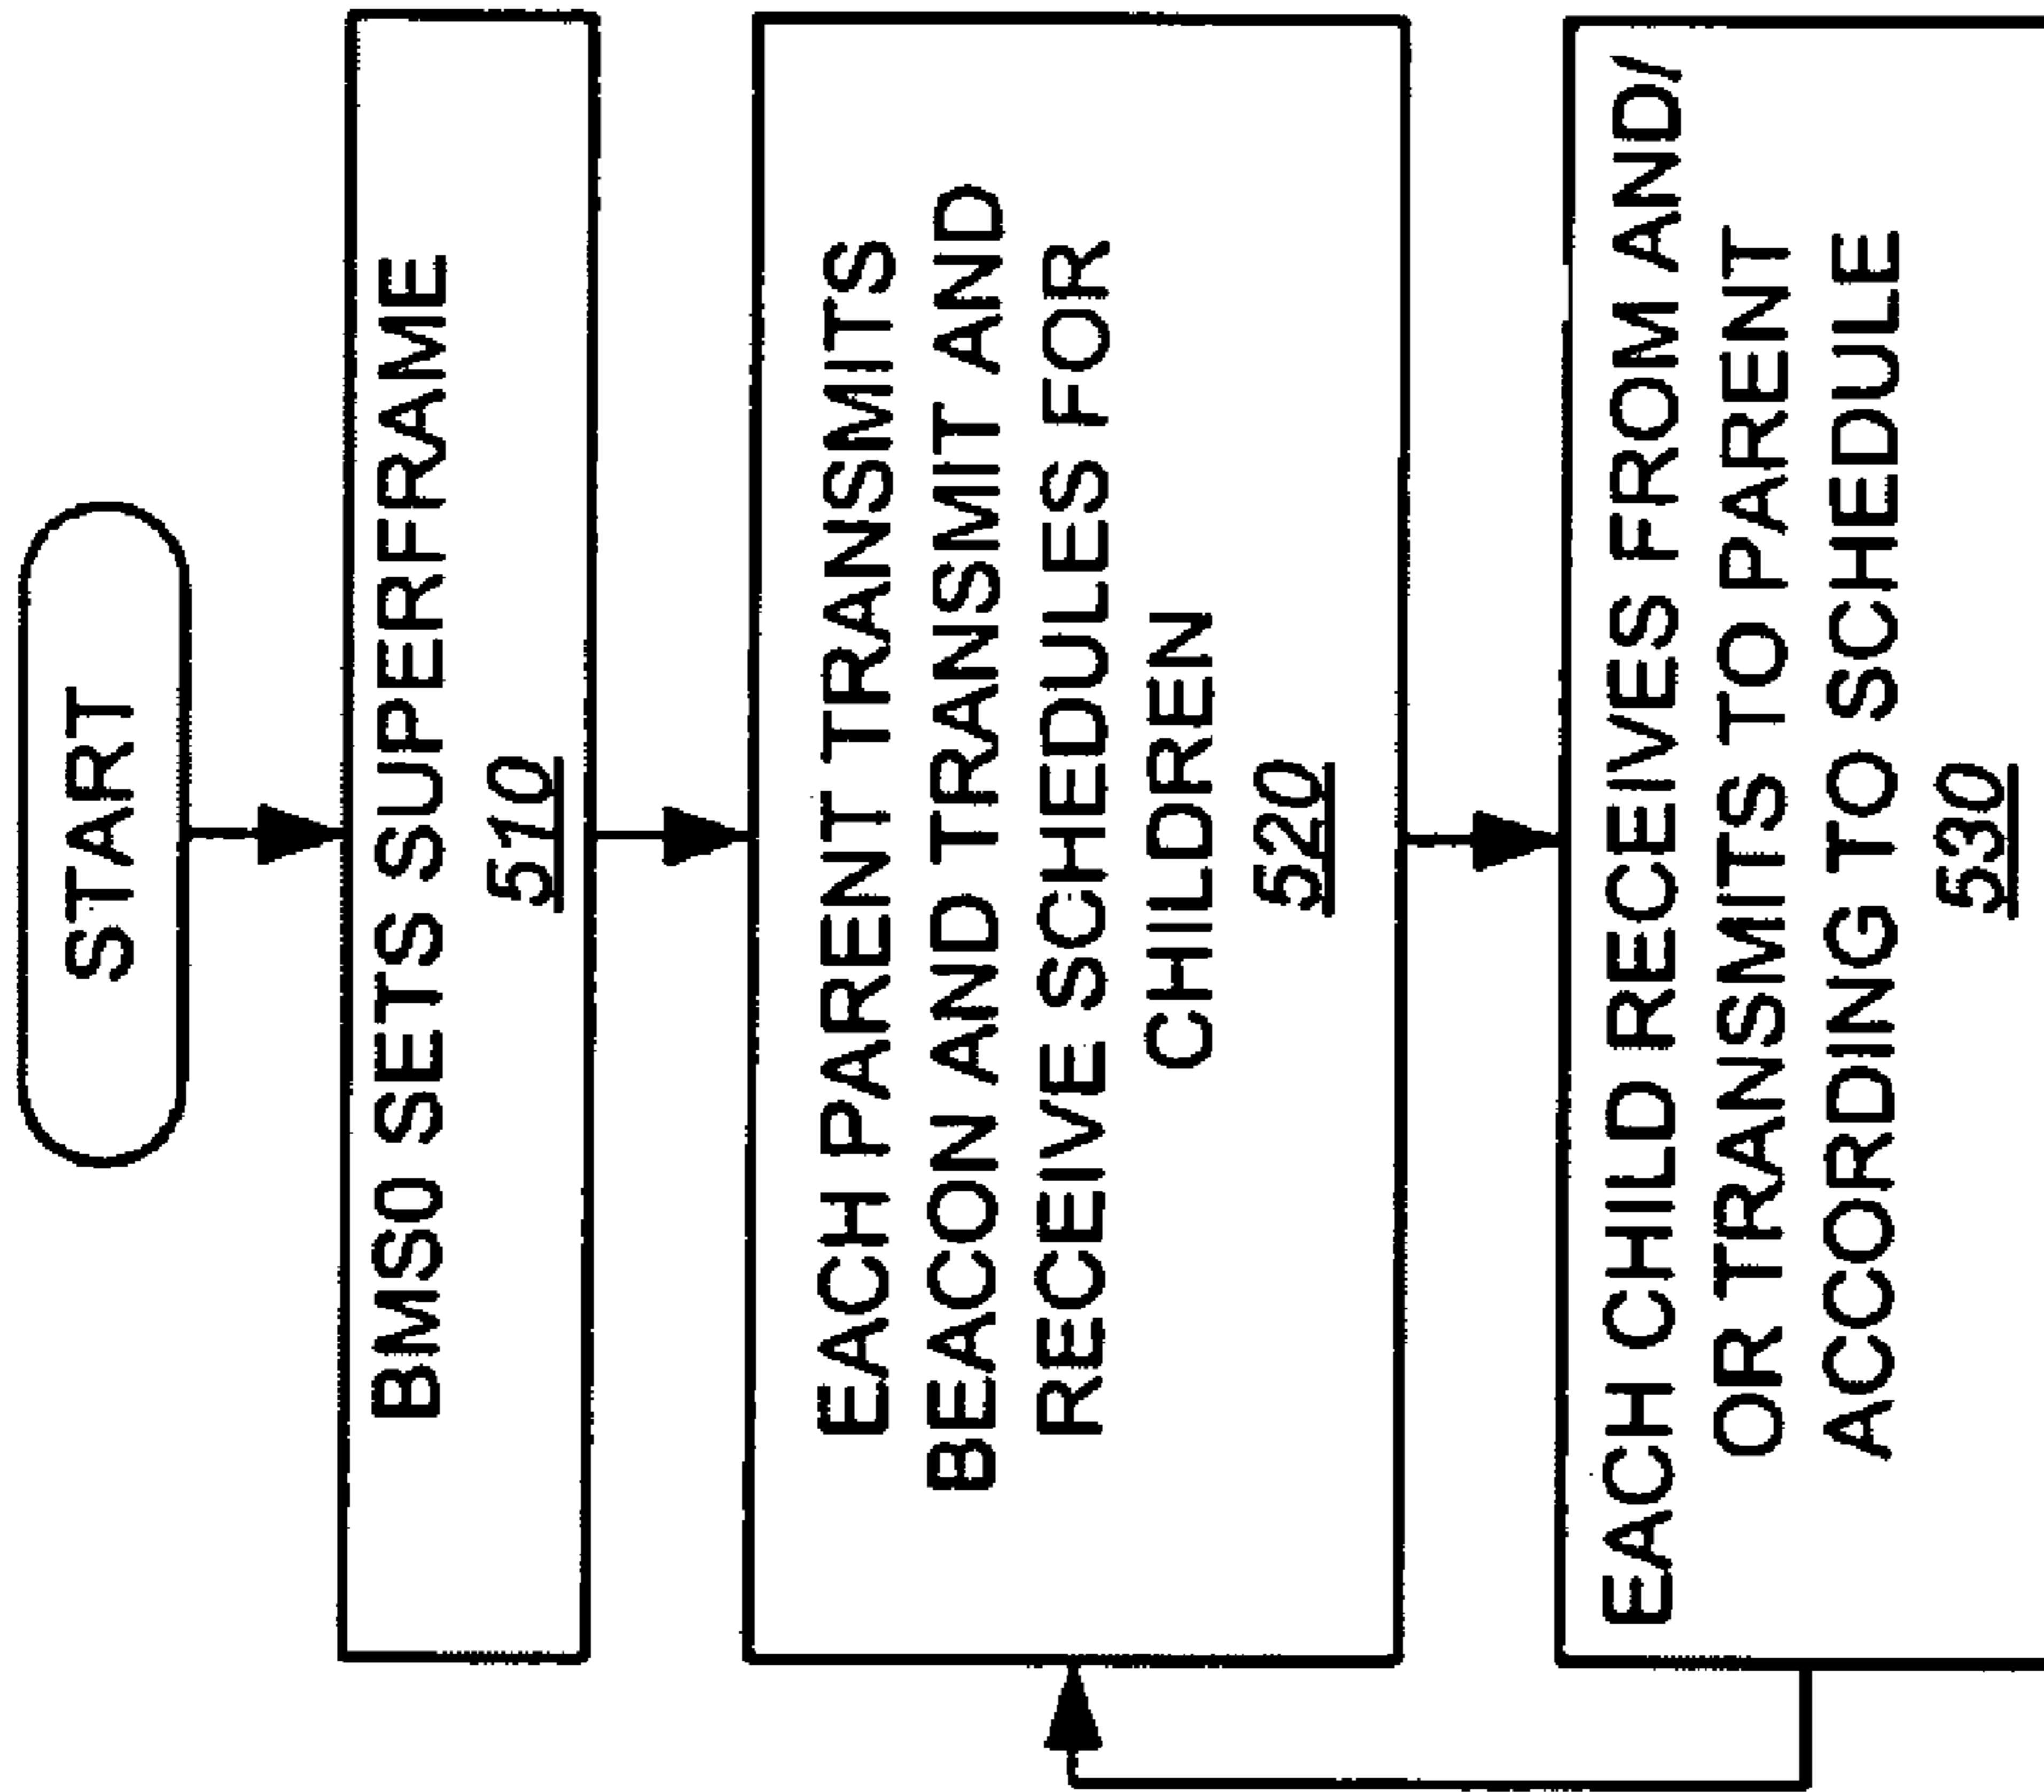 START
BMS0 SETS SUPERFRAME
510
EACH PARENT TRANSMITS
BEACON AND TRANSMIT AND
RECEIVE SCHEDULES FOR
CHILDREN
520
EACH CHILD RECEIVES FROM AND/
OR TRANSMITS TO PARENT
ACCORDING TO SCHEDULE
530